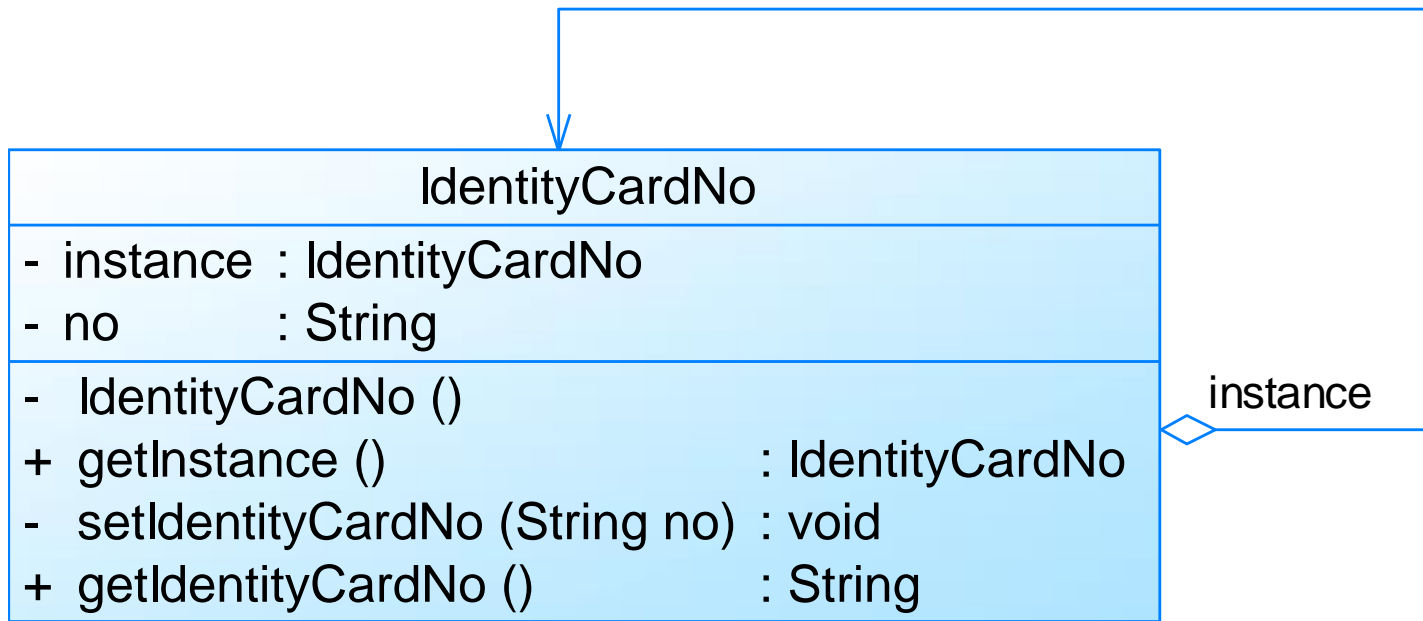 IdentityCardNo
- instance : IdentityCardNo
- no : String
- IdentityCardNo ()
+ getInstance () : IdentityCardNo
- setIdentityCardNo (String no) : void
+ getIdentityCardNo () : String
instance